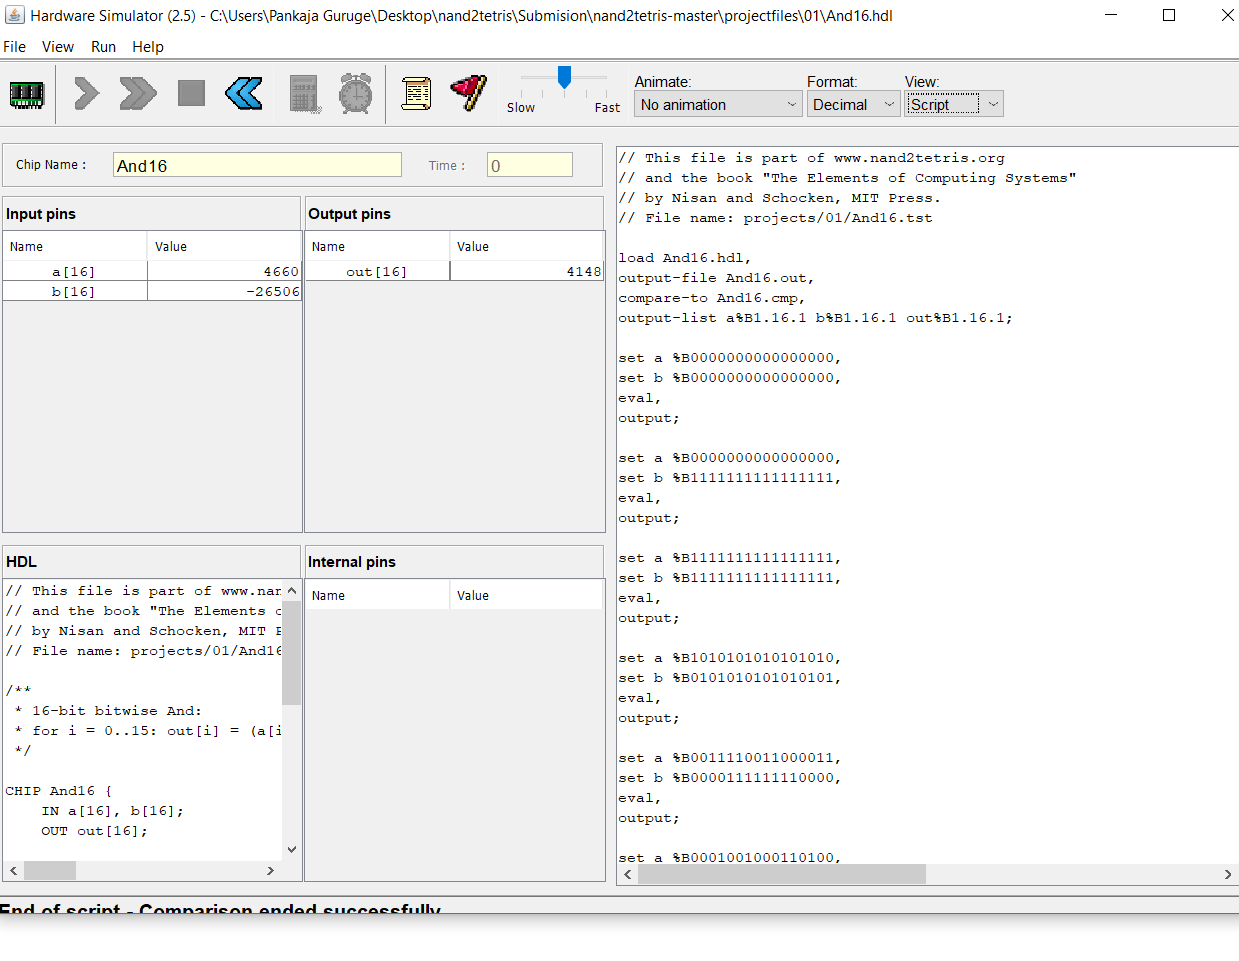 Hardware Simulator (2.5) - C:\Users\Pankaja Guruge\Desktop\nand2tetris\Submision\nand2tetris-master\projectfiles\01\And16.hdl
File View Run Help
Slow Fast
Animate: Format: View:
No animation Decimal Script
Chip Name : And16 Time : 0
Input pins
Name Value
a[16] 4660
b[16] -26506
Output pins
Name Value
out[16] 4148
HDL
// This file is part of www.nan
// and the book "The Elements c
// by Nisan and Schocken, MIT P
// File name: projects/01/And16
/**
* 16-bit bitwise And:
* for i = 0..15: out[i] = (a[i
*/
CHIP And16 {
IN a[16], b[16];
OUT out[16];
Internal pins
Name Value
// This file is part of www.nand2tetris.org
// and the book "The Elements of Computing Systems"
// by Nisan and Schocken, MIT Press.
// File name: projects/01/And16.tst
load And16.hdl,
output-file And16.out,
compare-to And16.cmp,
output-list a%B1.16.1 b%B1.16.1 out%B1.16.1;
set a %B0000000000000000,
set b %B0000000000000000,
eval,
output;
set a %B0000000000000000,
set b %B1111111111111111,
eval,
output;
set a %B1111111111111111,
set b %B1111111111111111,
eval,
output;
set a %B1010101010101010,
set b %B0101010101010101,
eval,
output;
set a %B0011110011000011,
set b %B0000111111110000,
eval,
output;
set a %B0001001000110100,
End of script - Comparison ended successfully